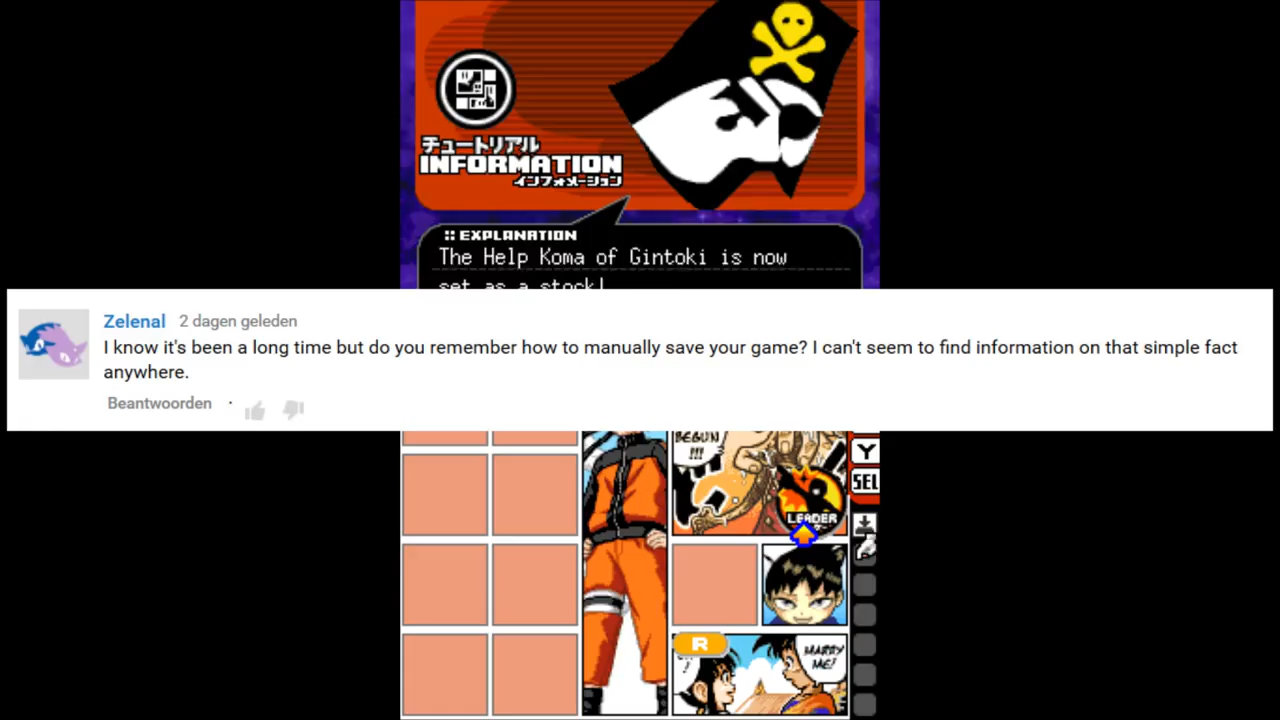 チュートリアル
INFORMATION
インフォメーション
:: EXPLANATION
The Help Koma of Gintoki is now
set as a stock!
Zelenal 2 dagen geleden
I know it's been a long time but do you remember how to manually save your game? I can't seem to find information on that simple fact
anywhere.
Beantwoorden ·
BEGUN
!!!
Y
SEL
LEADER
R
MARRY
ME!
!